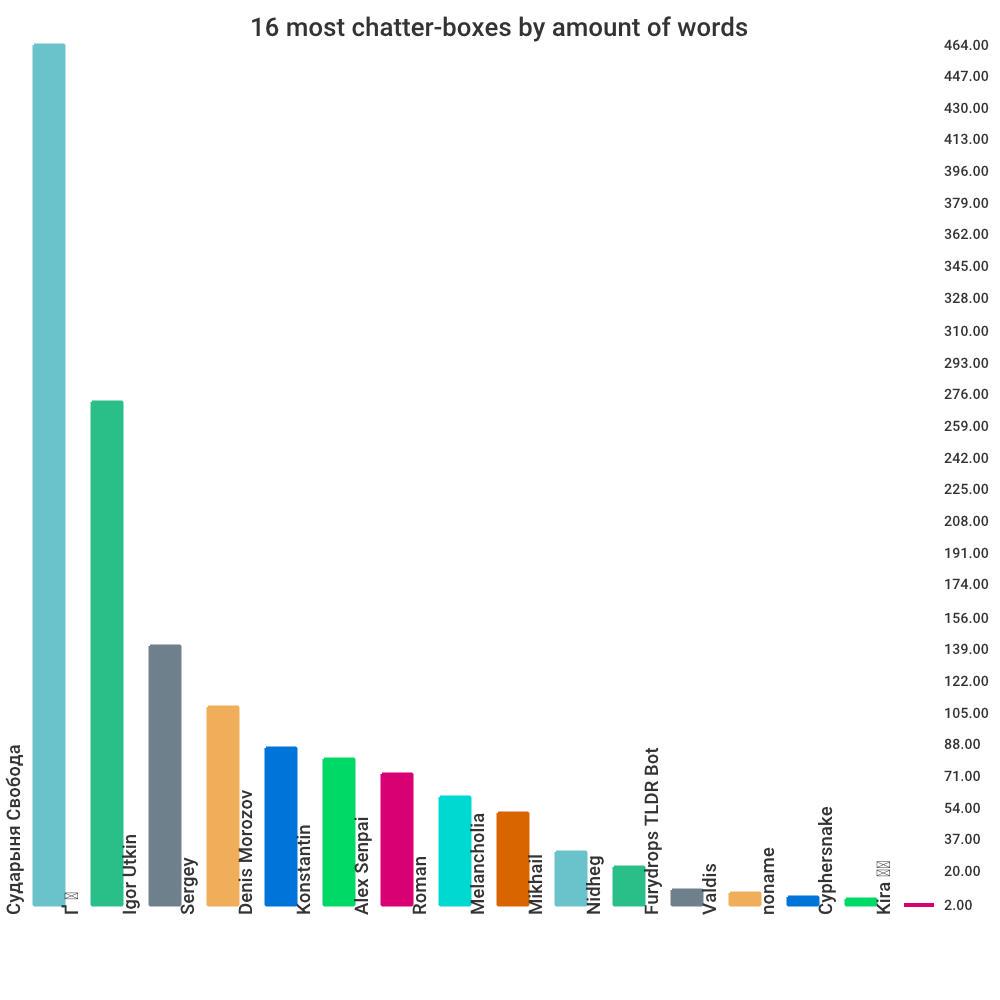 16 most chatter-boxes by amount of words
464.00
447.00
430.00
413.00
396.00
379.00
362.00
345.00
328.00
310.00
293.00
276.00
259.00
242.00
225.00
208.00
191.00
174.00
156.00
139.00
122.00
105.00
88.00
71.00
54.00
37.00
20.00
2.00
Сударыня Свобода
Igor Utkin
Sergey
Denis Morozov
Konstantin
Alex Senpai
Roman
Melancholia
Mikhail
Nidheg
Furydrops TLDR Bot
Valdis
noname
Cyphersnake
Kira